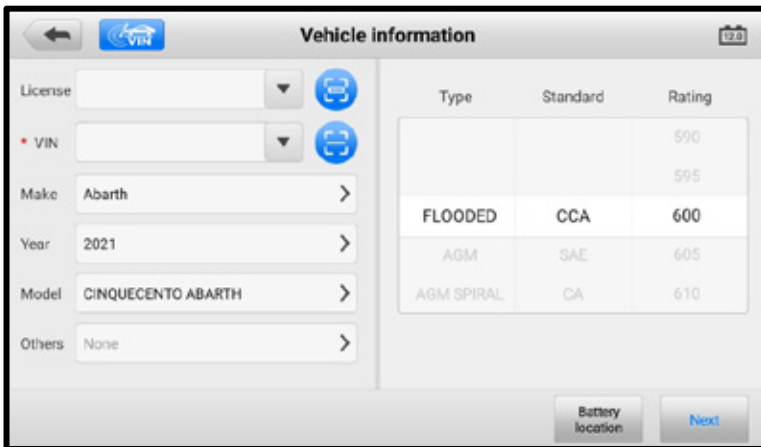 VIN
Vehicle information
12.0
License
* VIN
Make Abarth
Year 2021
Model CINQUECENTO ABARTH
Others None
Type Standard Rating
590
595
FLOODED CCA 600
AGM SAE 605
AGM SPIRAL CA 610
Battery
location
Next